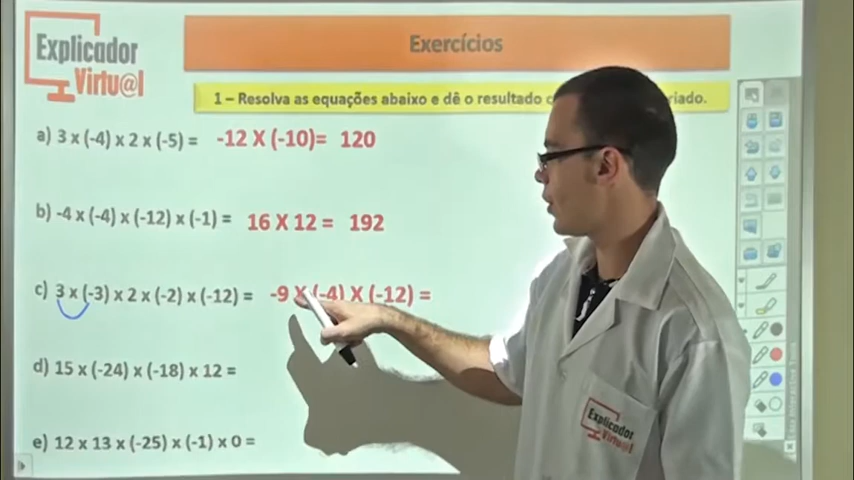 Explicador
Virtu@l
Exercícios
1 – Resolva as equações abaixo e dê o resultado riado.
a) 3 x (-4) x 2 x (-5) = -12 X (-10)= 120
b) -4 x (-4) x (-12) x (-1) = 16 X 12 = 192
c) 3 x (-3) x 2 x (-2) x (-12) = -9 X (-4) X (-12) =
d) 15 x (-24) x (-18) x 12 =
e) 12 x 13 x (-25) x (-1) x 0 =
Explicador
Virtu@l